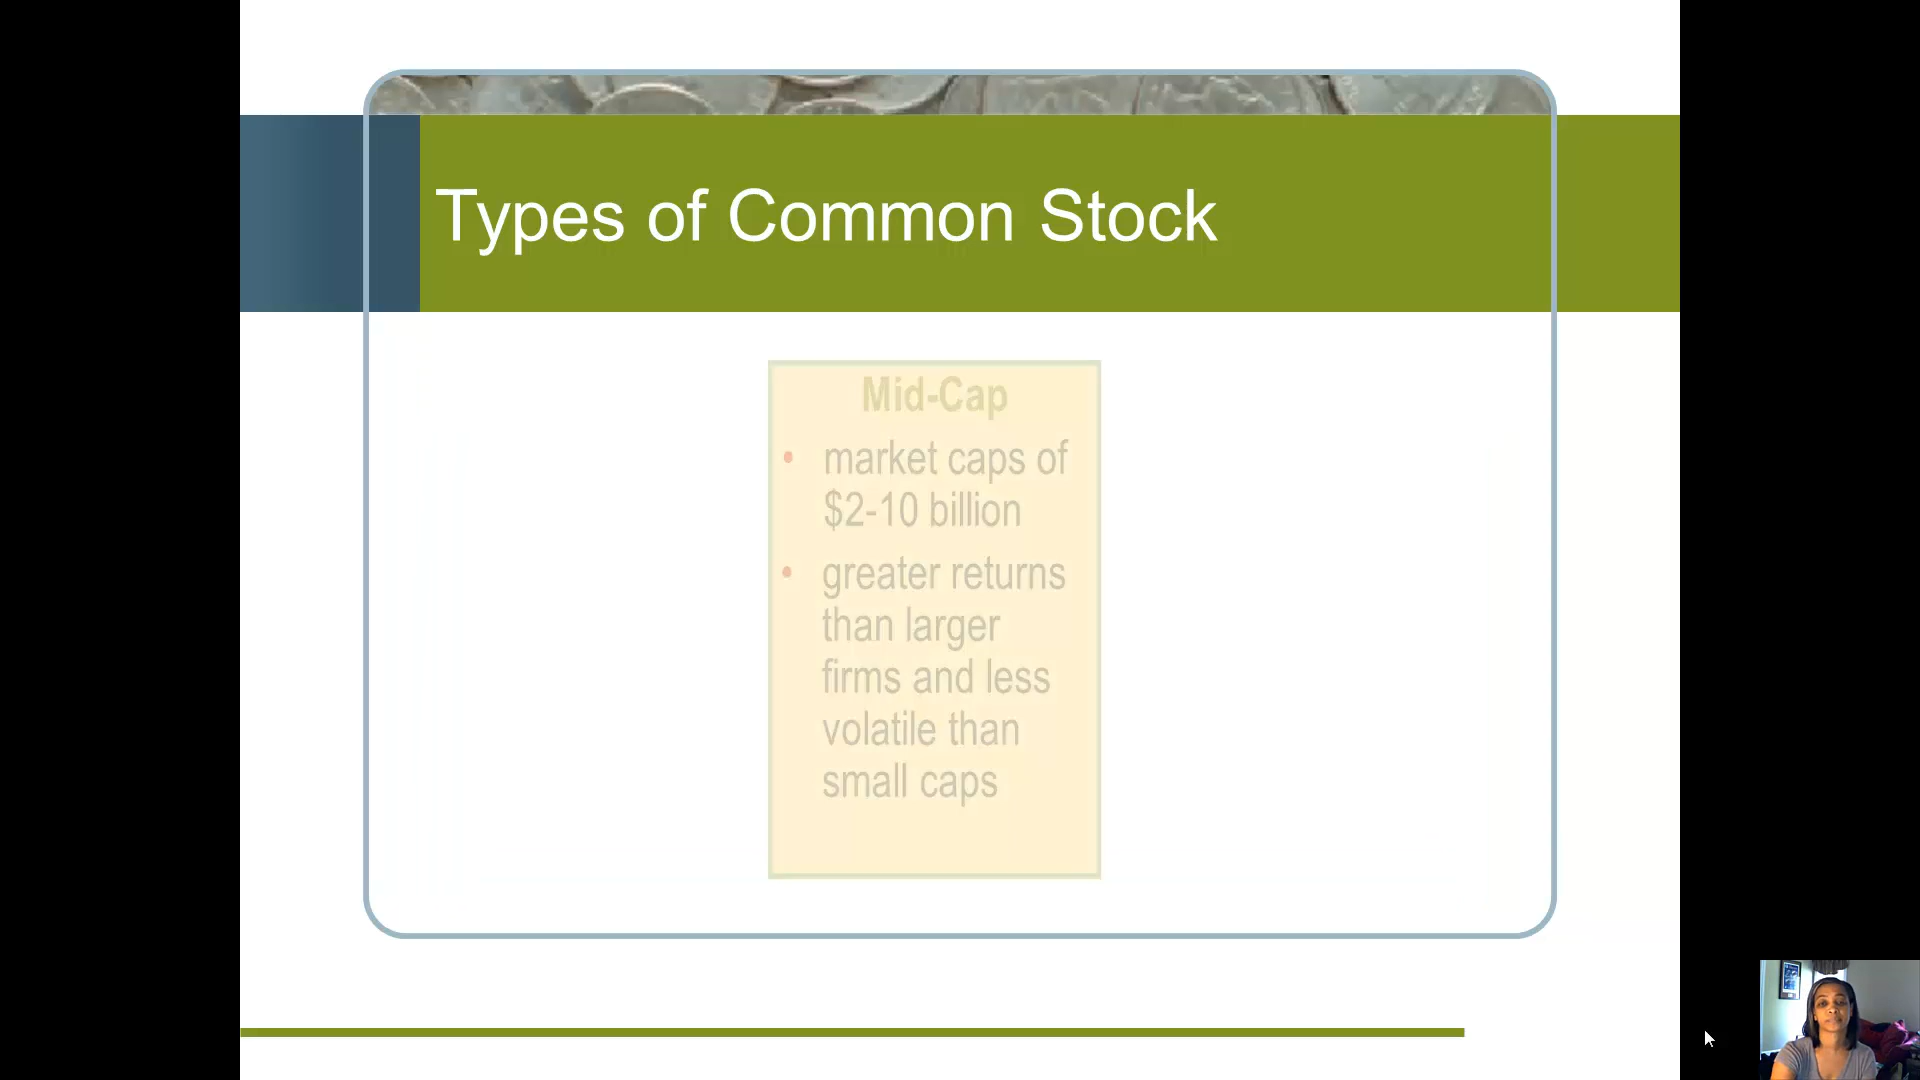 Types of Common Stock
Mid-Cap
• market caps of
$2-10 billion
• greater returns
than larger
firms and less
volatile than
small caps